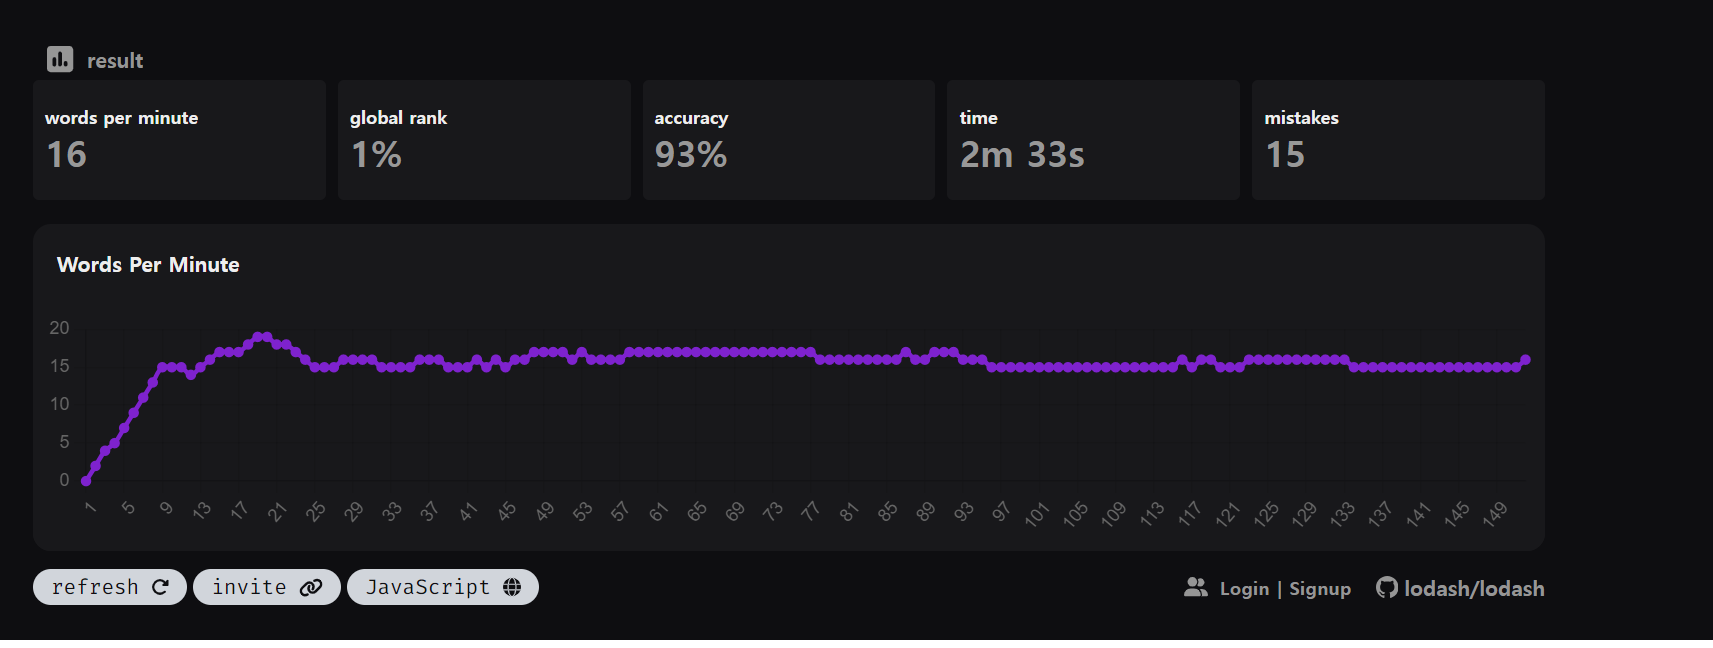 result
words per minute
16
global rank
1%
accuracy
93%
time
2m 33s
mistakes
15
Words Per Minute
20
15
10
5
0
1 5 9 13 17 21 25 29 33 37 41 45 49 53 57 61 65 69 73 77 81 85 89 93 97 101 105 109 113 117 121 125 129 133 137 141 145 149
refresh
invite
JavaScript
Login | Signup
lodash/lodash